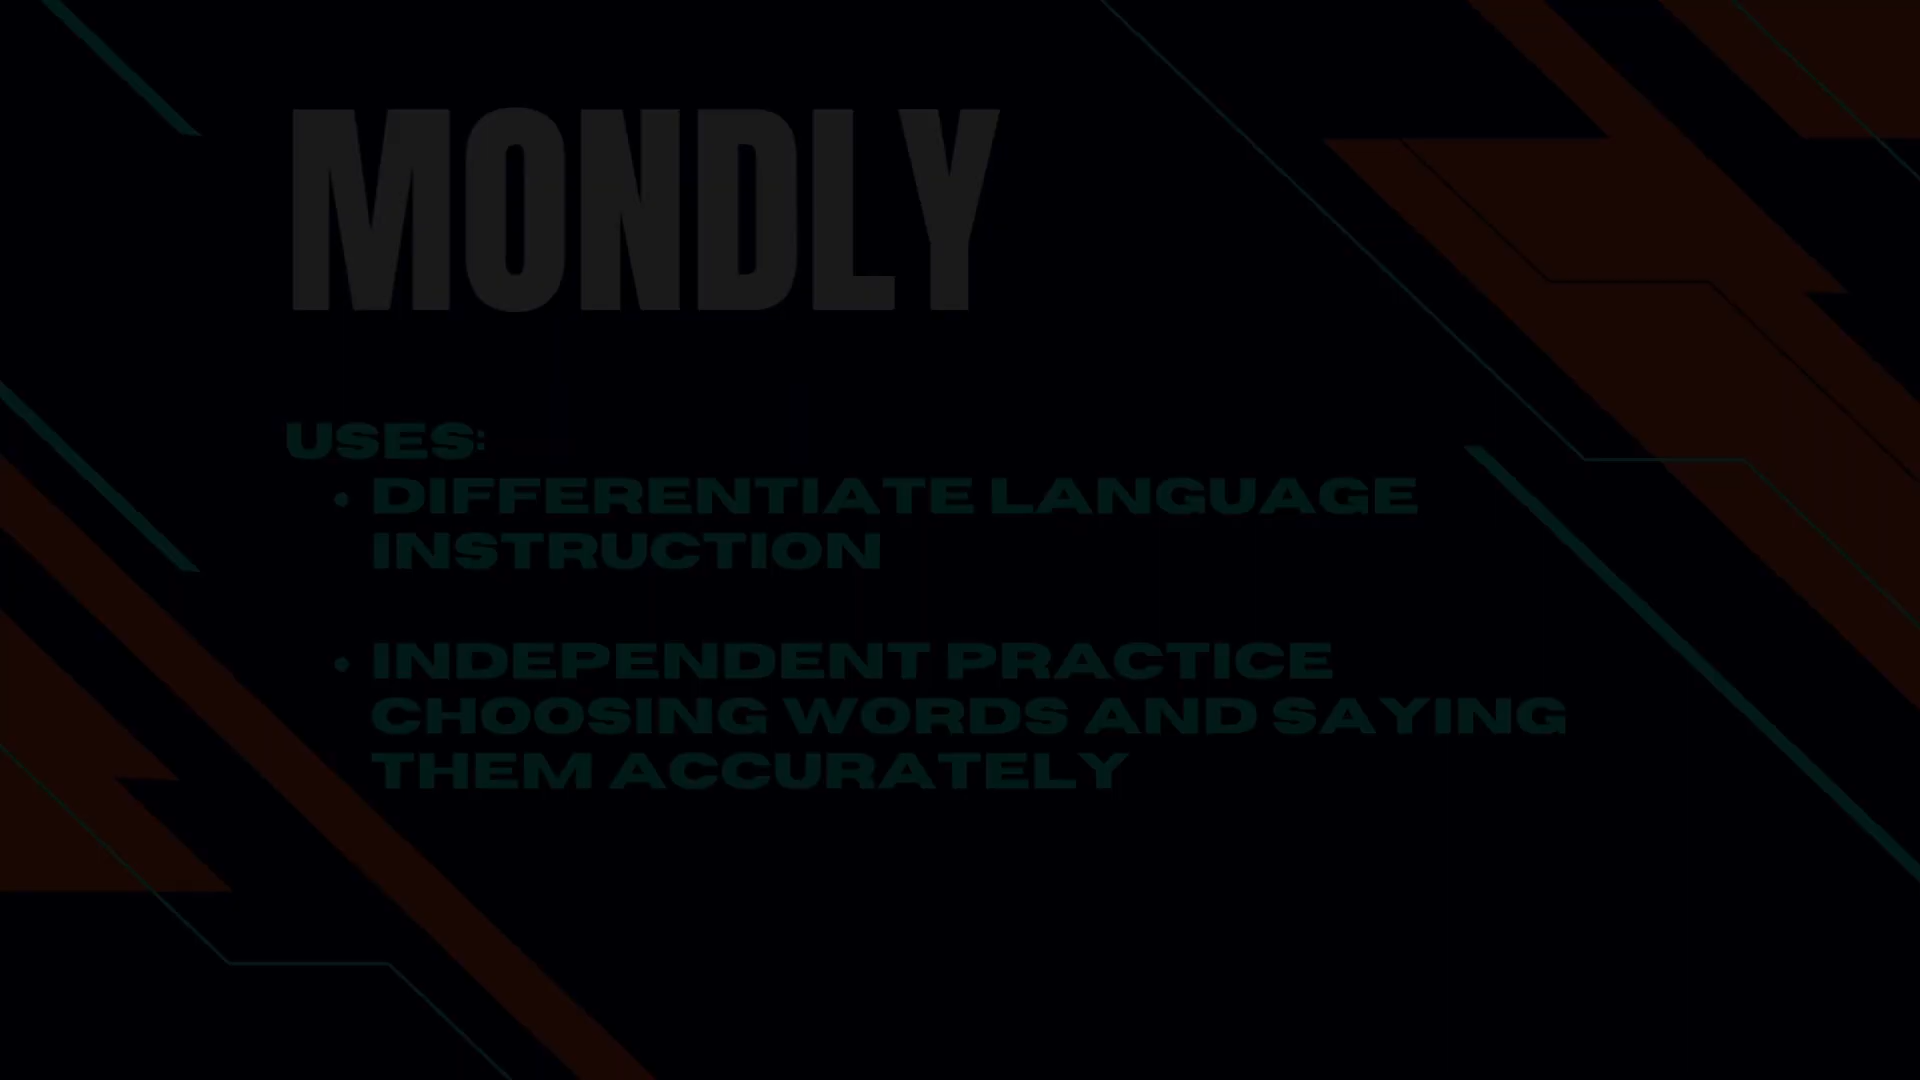 MONDLY
USES:
• DIFFERENTIATE LANGUAGE
INSTRUCTION
• INDEPENDENT PRACTICE
CHOOSING WORDS AND SAYING
THEM ACCURATELY